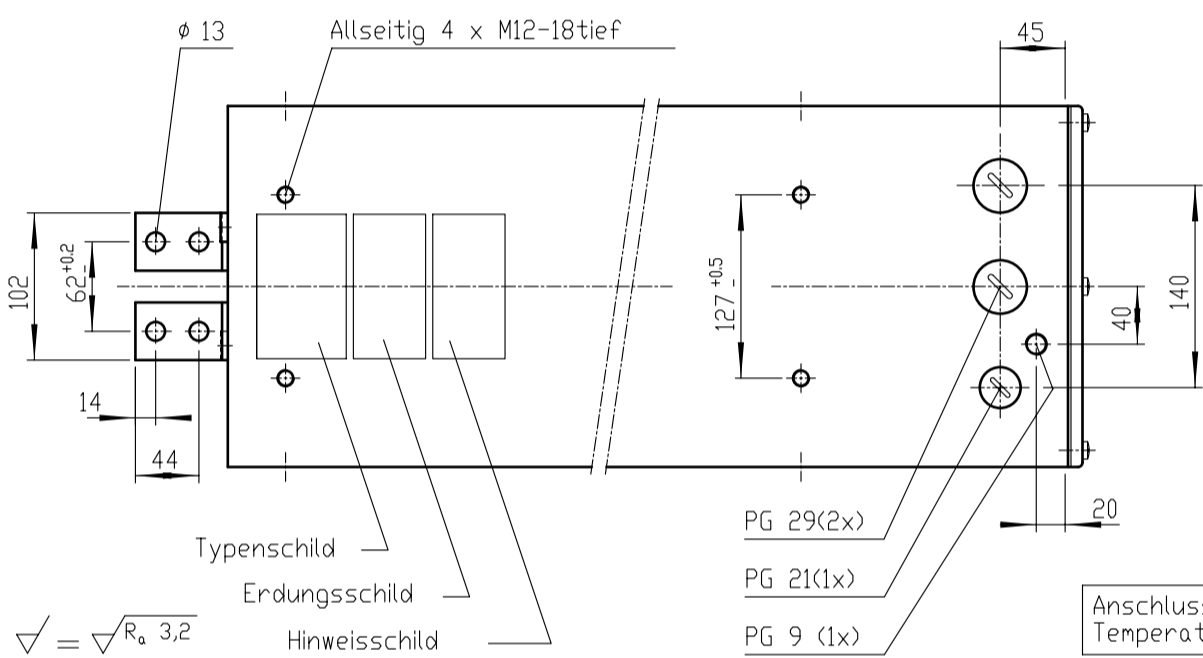 ø 13
Allseitig 4 x M12-18tief
45
102
62 +0.2 -
127 +0.5 -
40
140
14
44
20
PG 29(2x)
Typenschild
PG 21(1x)
Erdungsschild
PG 9 (1x)
Hinweisschild
= Ra 3,2
Anschluss
Temperat